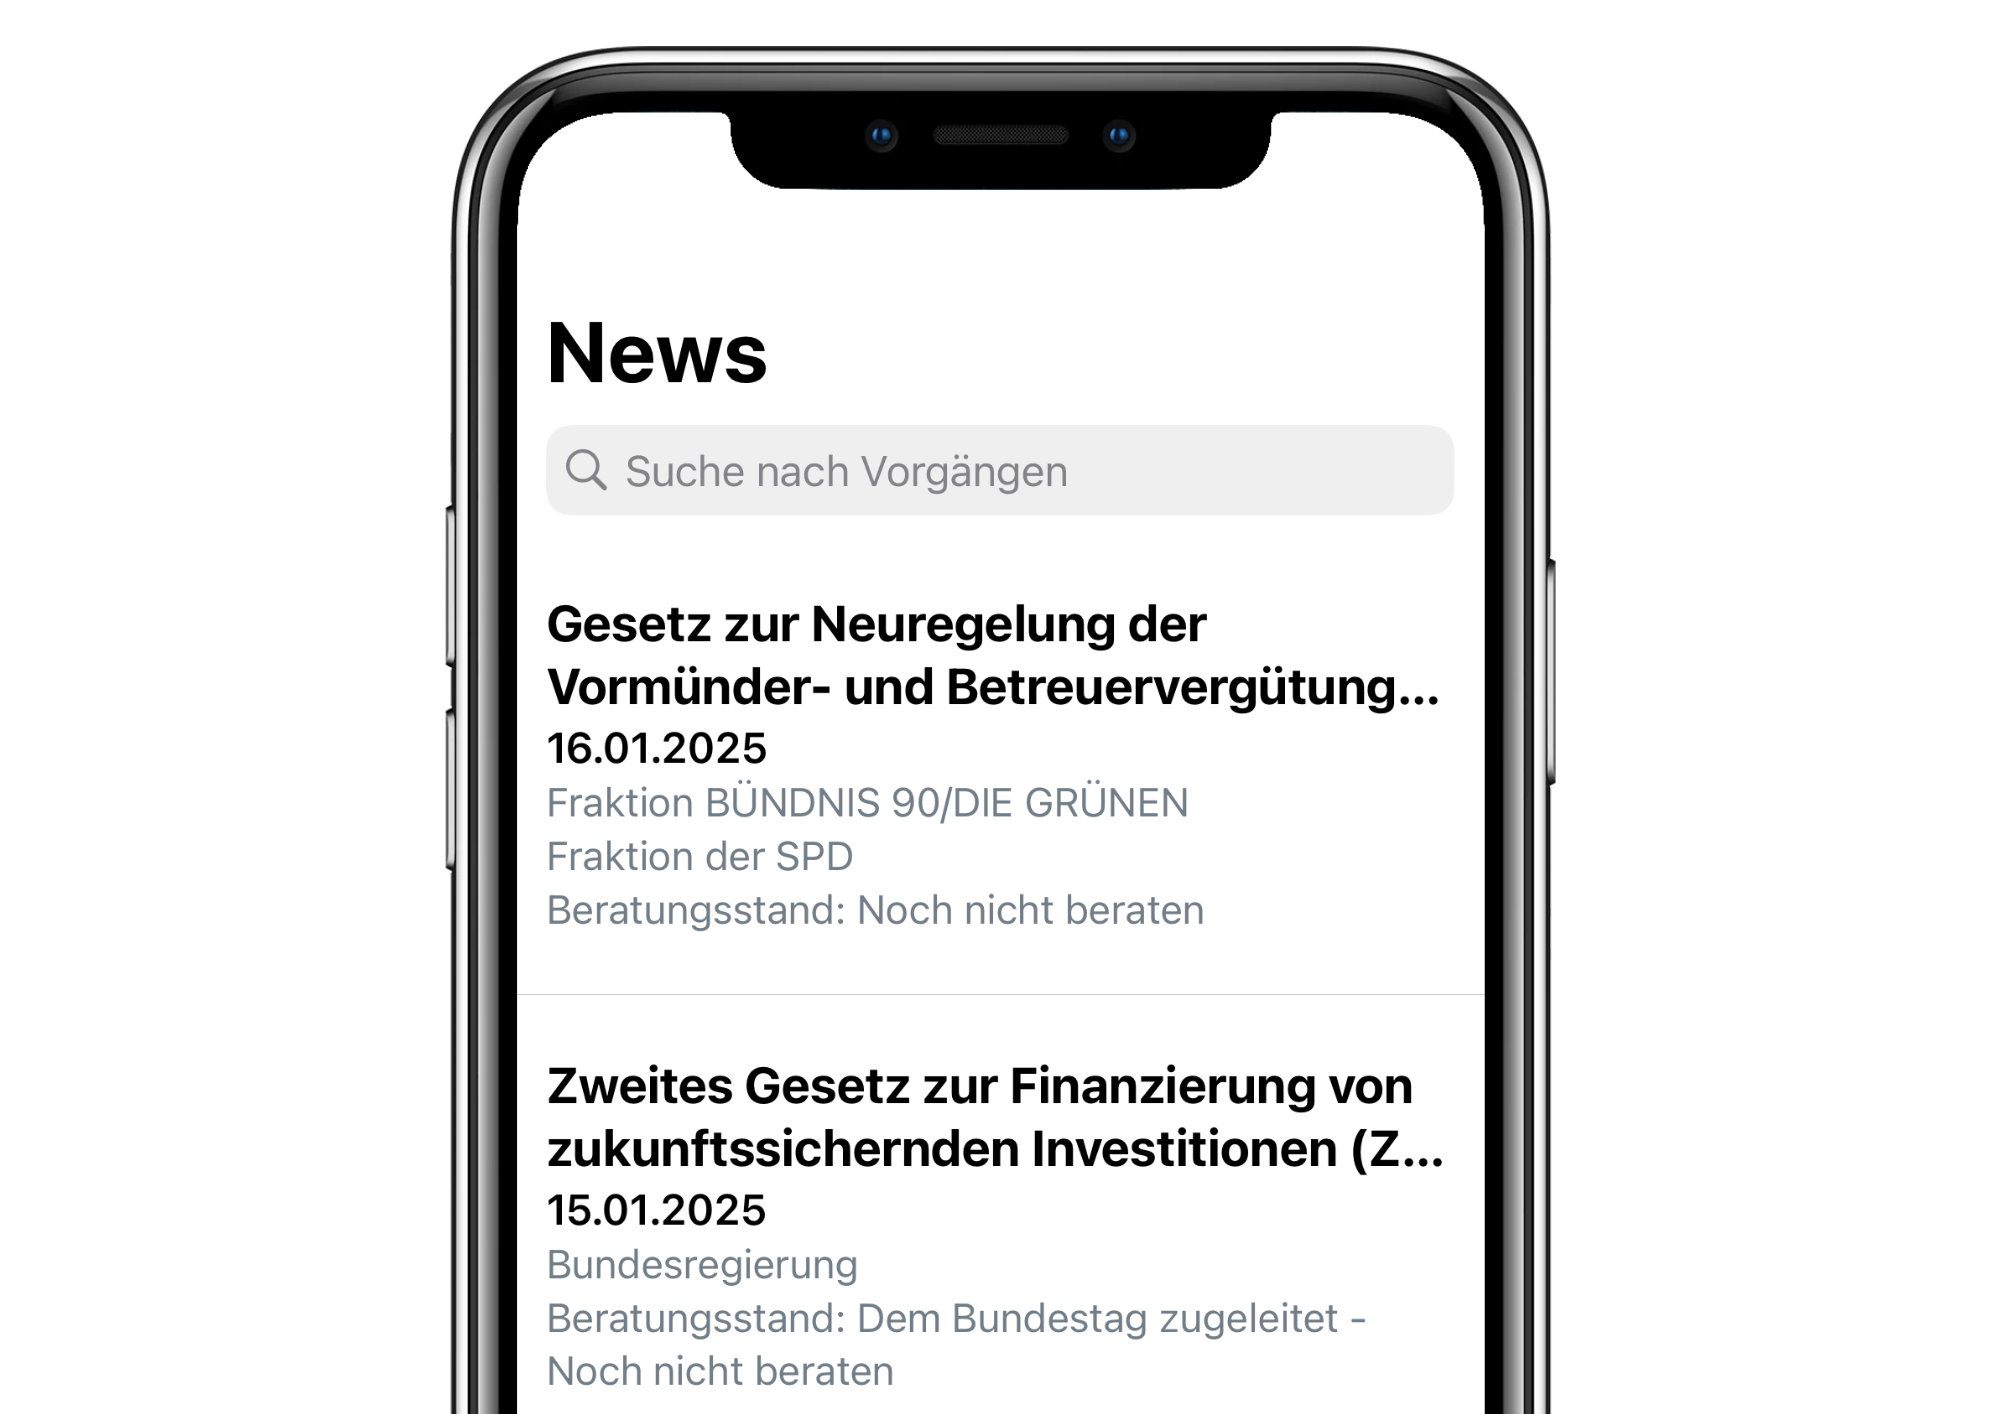 News
Suche nach Vorgängen
Gesetz zur Neuregelung der
Vormünder- und Betreuervergütung...
16.01.2025
Fraktion BÜNDNIS 90/DIE GRÜNEN
Fraktion der SPD
Beratungsstand: Noch nicht beraten
Zweites Gesetz zur Finanzierung von
zukunftssichernden Investitionen (Z...
15.01.2025
Bundesregierung
Beratungsstand: Dem Bundestag zugeleitet -
Noch nicht beraten